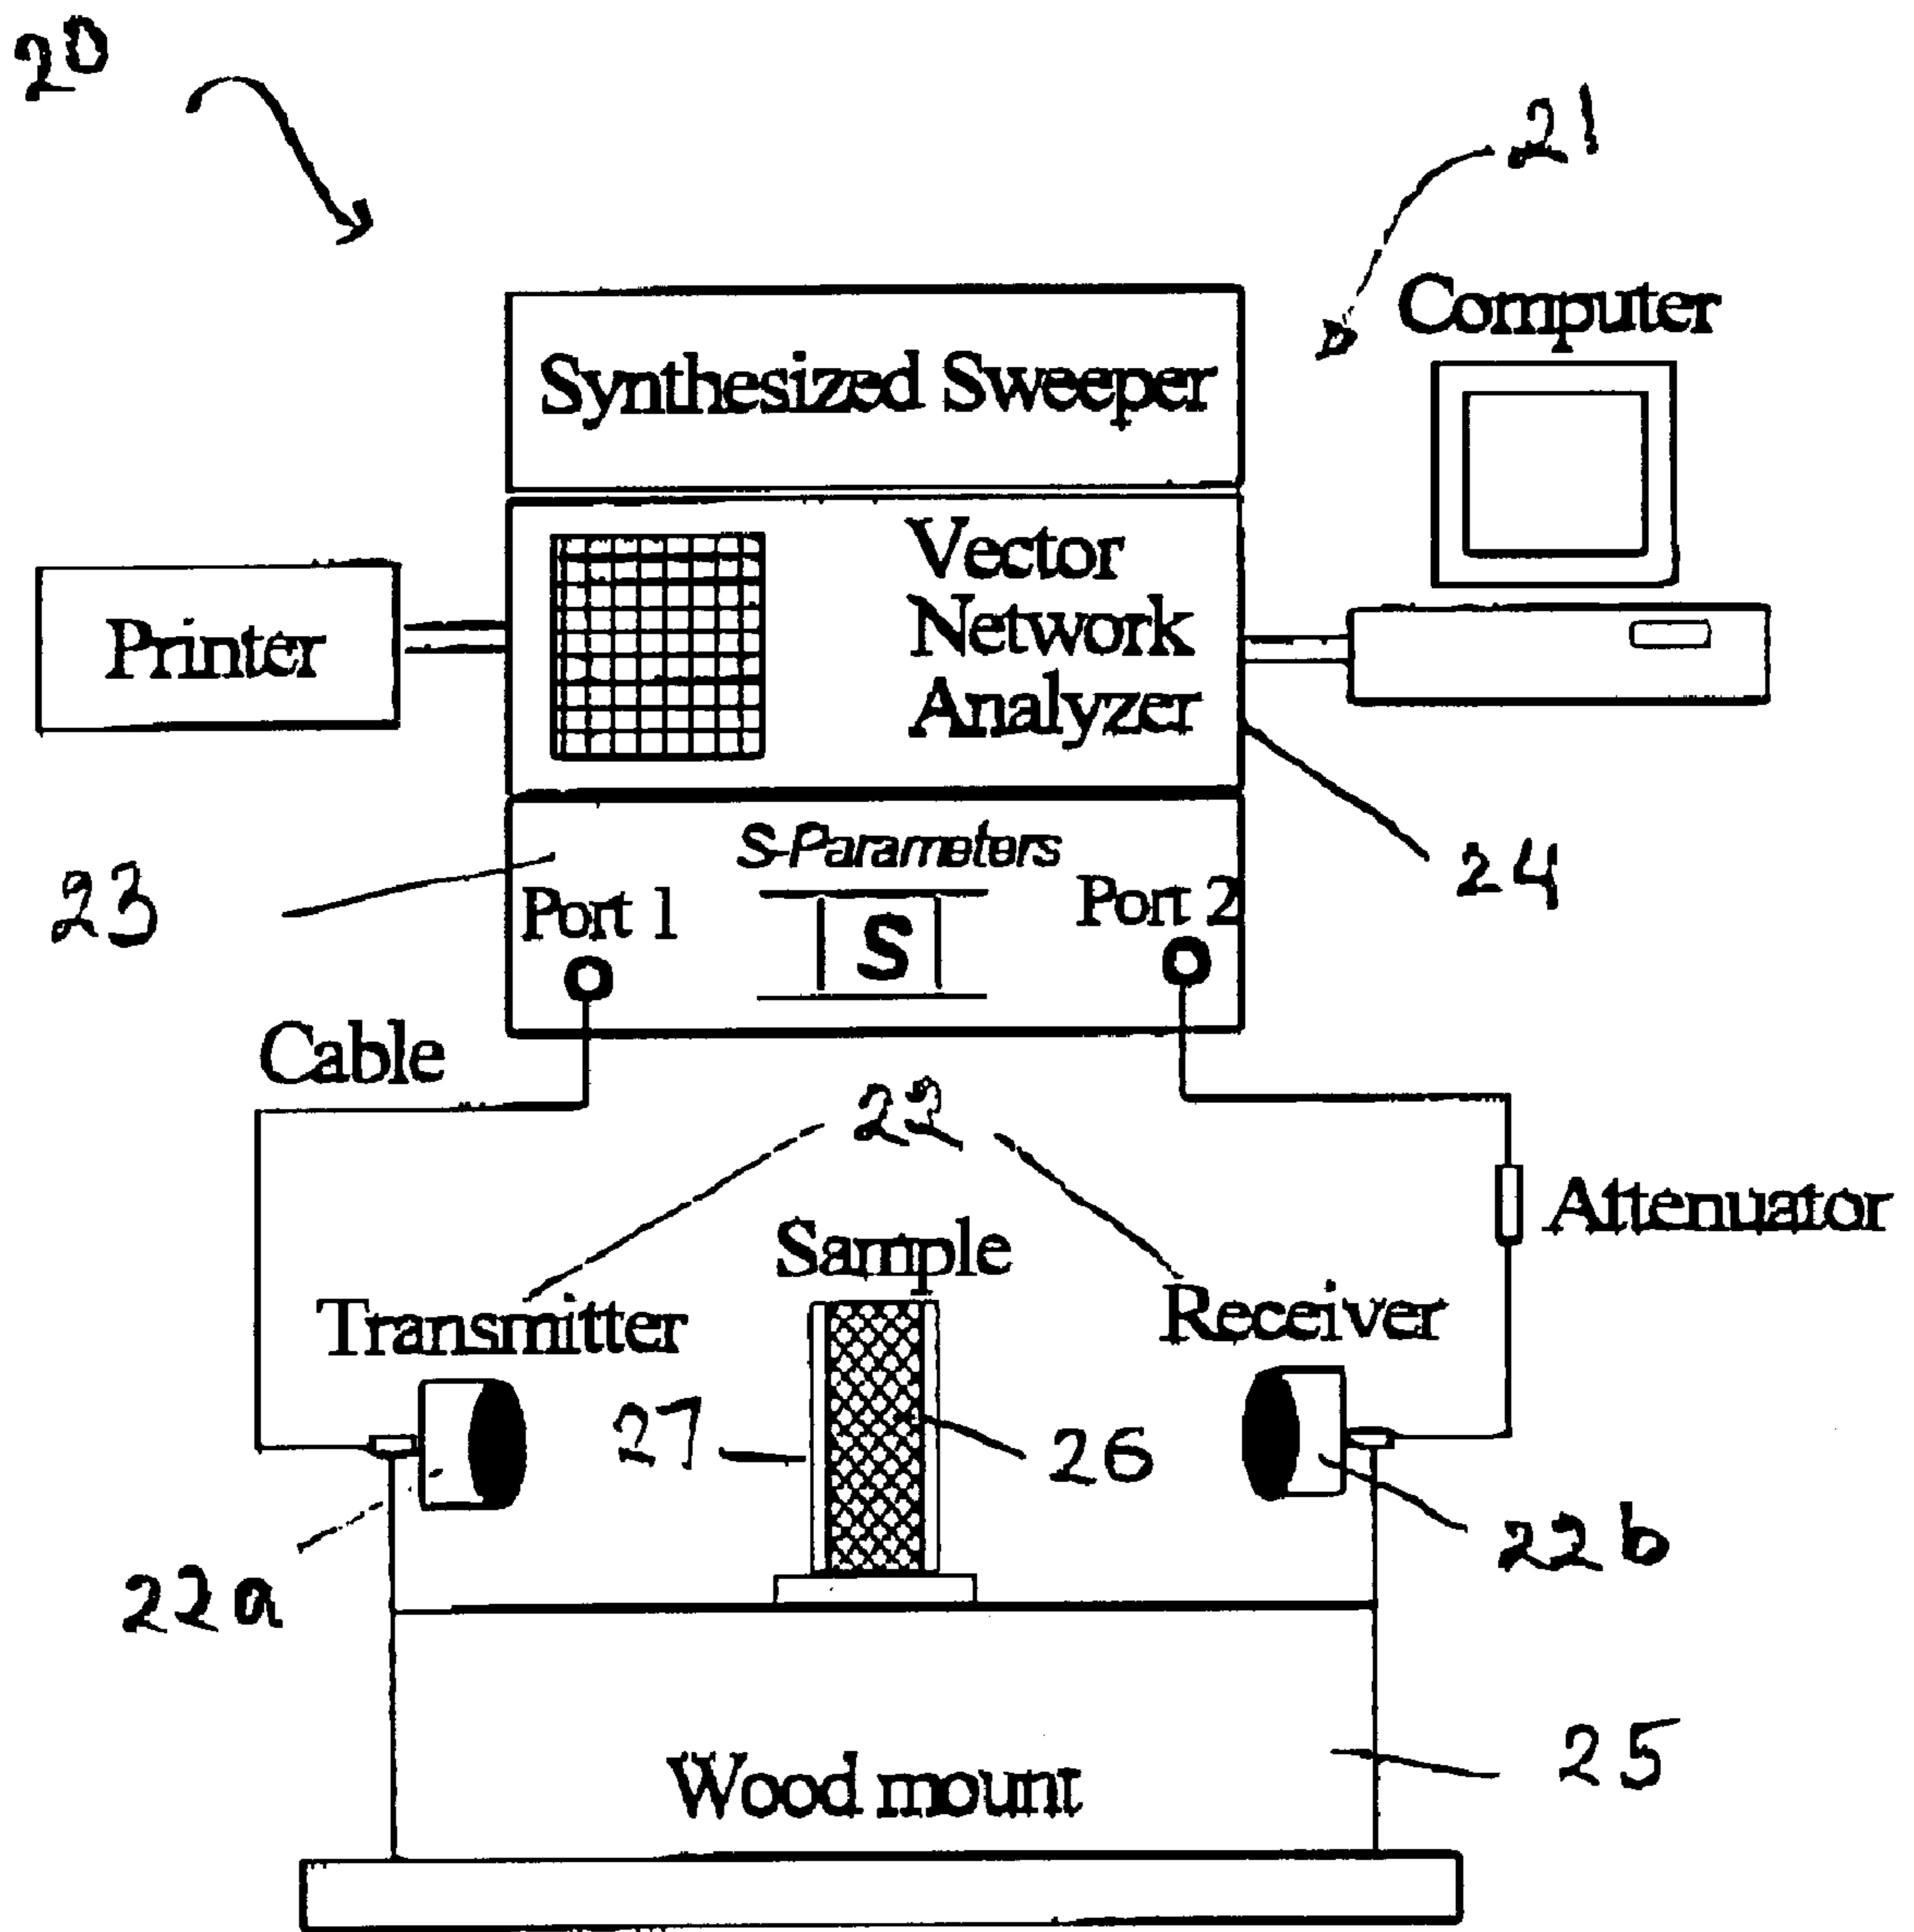 20
21
Computer
Synthesized Sweeper
Vector
Network
Analyzer
Printer
24
S-Parameters
23
Port 1
Port 2
S
Cable
22
Attenuator
Sample
Transmitter
Receiver
27
26
22a
22b
25
Wood mount